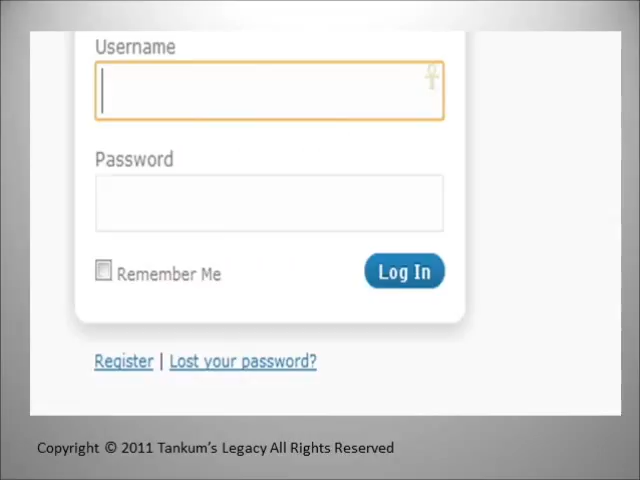 Username
Password
Remember Me
Log In
Register | Lost your password?
Copyright © 2011 Tankum's Legacy All Rights Reserved